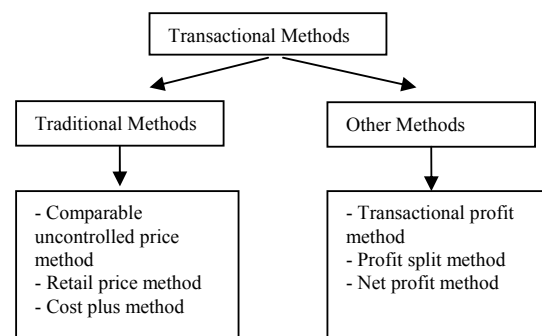 Transactional Methods
Traditional Methods
Other Methods
- Comparable
uncontrolled price
method
- Retail price method
- Cost plus method
- Transactional profit
method
- Profit split method
- Net profit method